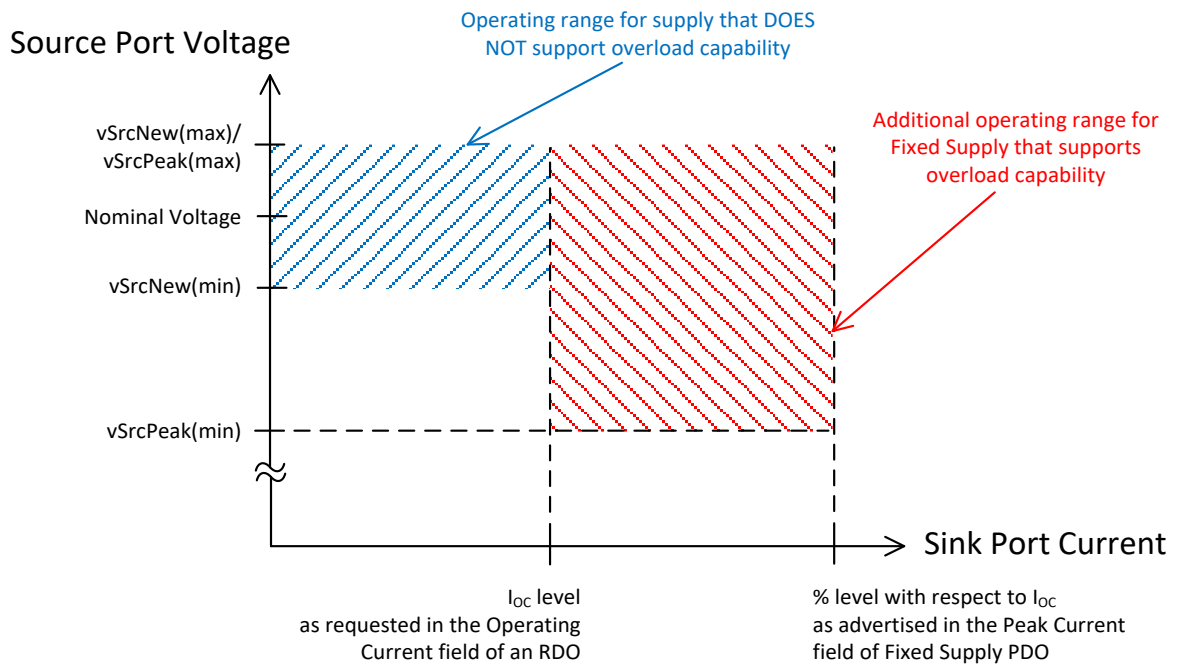 Operating range for supply that DOES
NOT support overload capability
Source Port Voltage
vSrcNew(max)/
vSrcPeak(max)
Additional operating range for
Fixed Supply that supports
overload capability
Nominal Voltage
vSrcNew(min)
vSrcPeak(min)
Sink Port Current
IOC level
as requested in the Operating
Current field of an RDO
% level with respect to IOC
as advertised in the Peak Current
field of Fixed Supply PDO